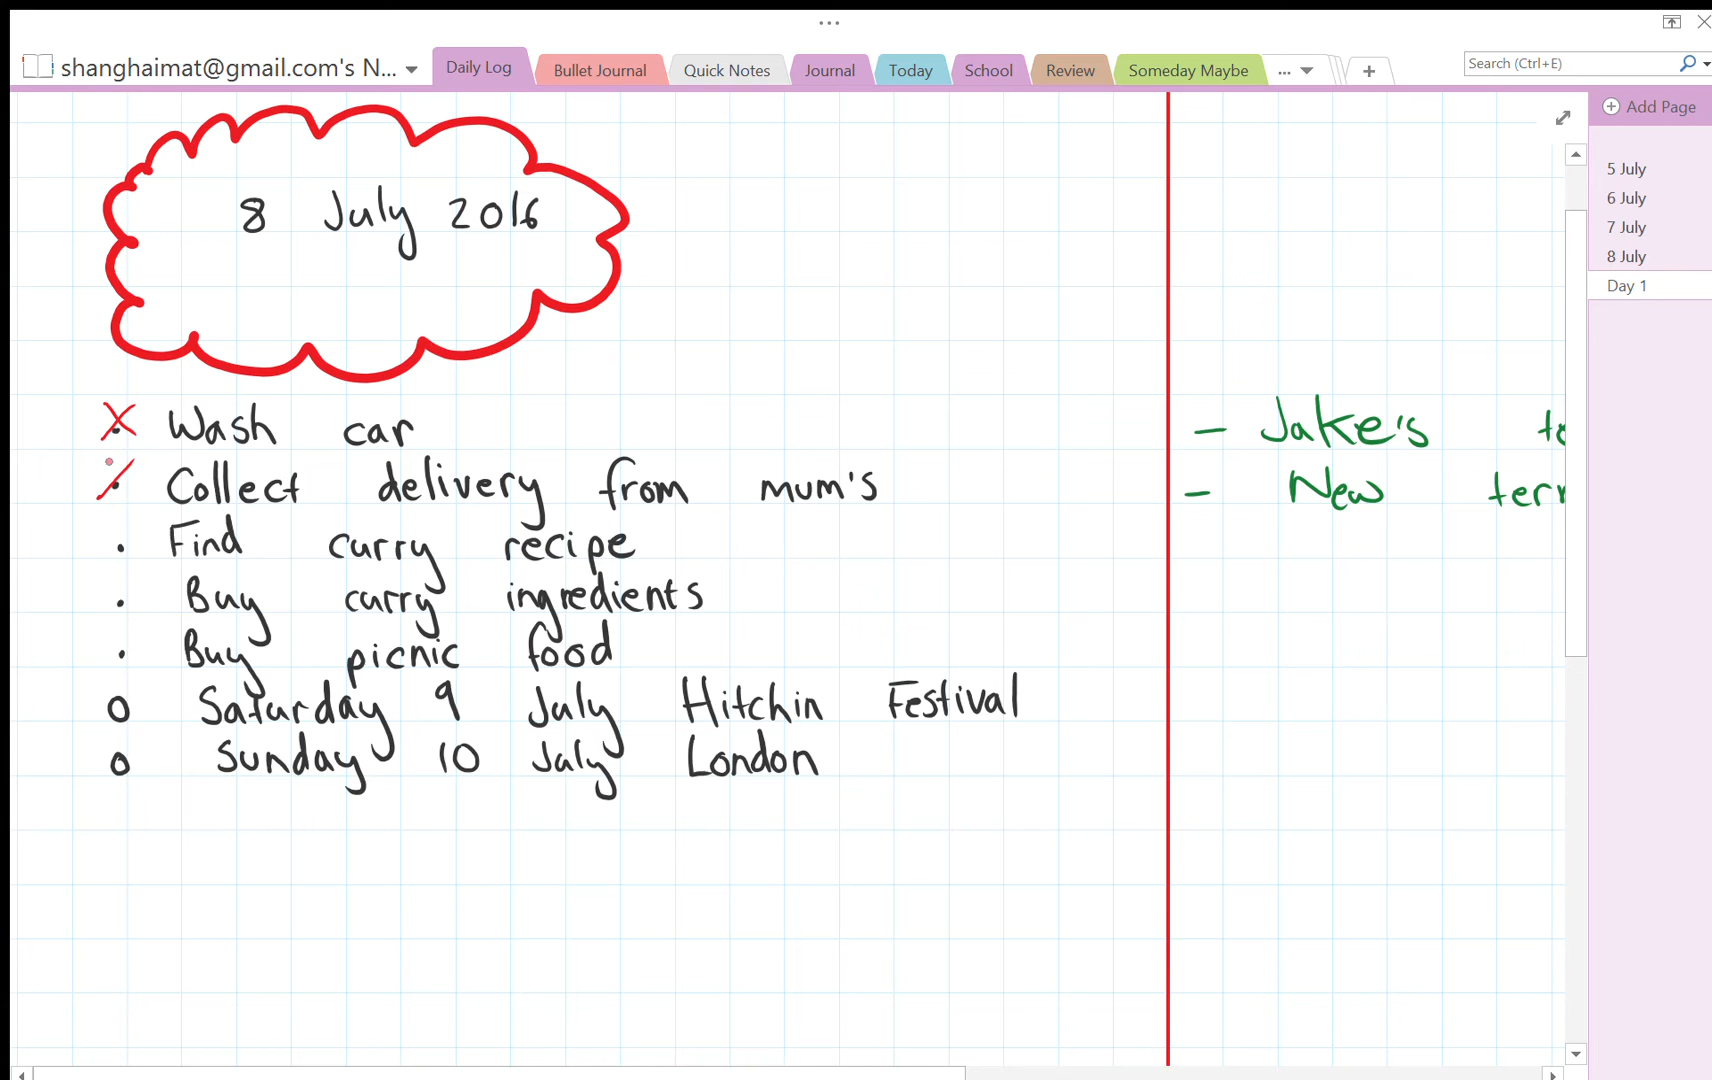 shanghaimat@gmail.com's N...
Daily Log
Bullet Journal
Quick Notes
Journal
Today
School
Review
Someday Maybe
...
Search (Ctrl+E)
Add Page
5 July
6 July
7 July
8 July
Day 1
8 July 2016
Wash car
Collect delivery from mum's
Find curry recipe
Buy curry ingredients
Buy picnic food
O Saturday 9 July Hitchin Festival
O Sunday 10 July London
- Jake's
- New